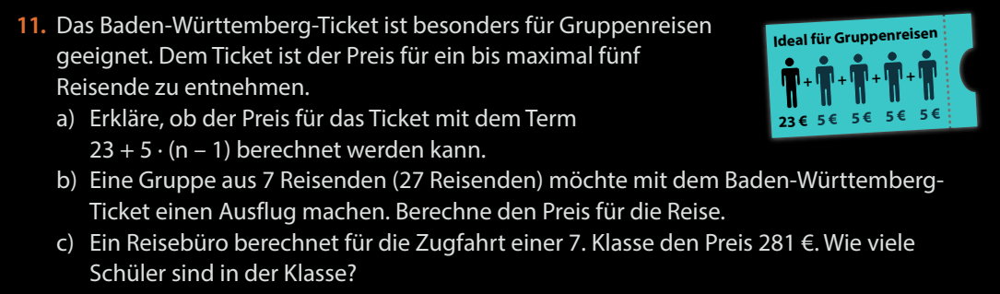 11. Das Baden-Württemberg-Ticket ist besonders für Gruppenreisen
geeignet. Dem Ticket ist der Preis für ein bis maximal fünf
Reisende zu entnehmen.
a) Erkläre, ob der Preis für das Ticket mit dem Term
23 + 5 · (n – 1) berechnet werden kann.
b) Eine Gruppe aus 7 Reisenden (27 Reisenden) möchte mit dem Baden-Württemberg-
Ticket einen Ausflug machen. Berechne den Preis für die Reise.
c) Ein Reisebüro berechnet für die Zugfahrt einer 7. Klasse den Preis 281 €. Wie viele
Schüler sind in der Klasse?
Ideal für Gruppenreisen
+ + + +
23 € 5 € 5 € 5 € 5 €